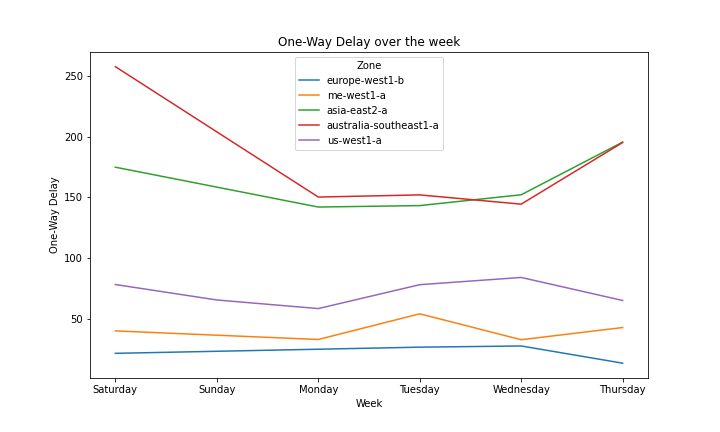 One-Way Delay over the week
Zone
europe-west1-b
me-west1-a
asia-east2-a
australia-southeast1-a
us-west1-a
250
200
150
100
50
One-Way Delay
Saturday Sunday Monday Tuesday Wednesday Thursday
Week